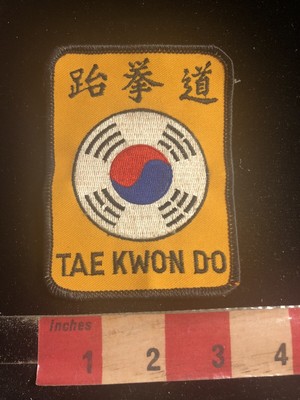 跆拳道
TAE KWON DO
Inches
1 2 3 4